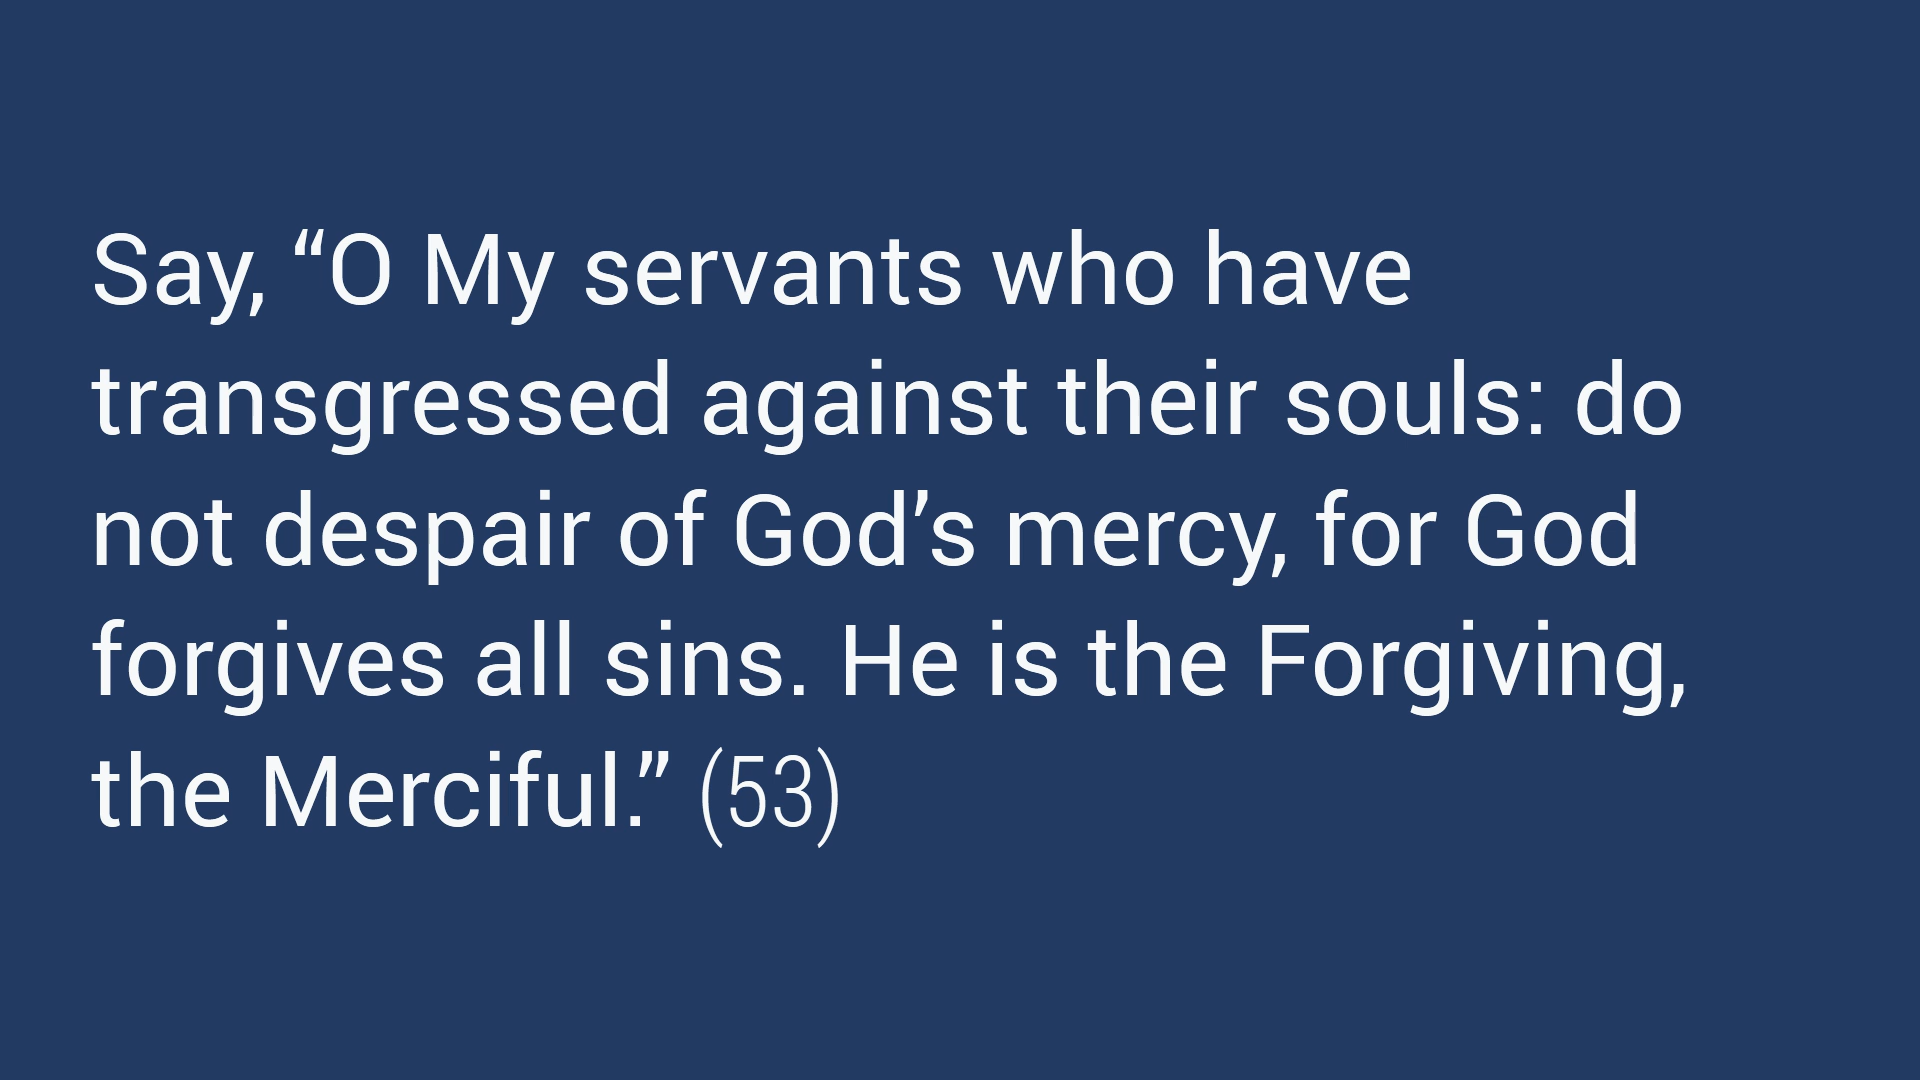 Say, “O My servants who have
transgressed against their souls: do
not despair of God’s mercy, for God
forgives all sins. He is the Forgiving,
the Merciful.” (53)